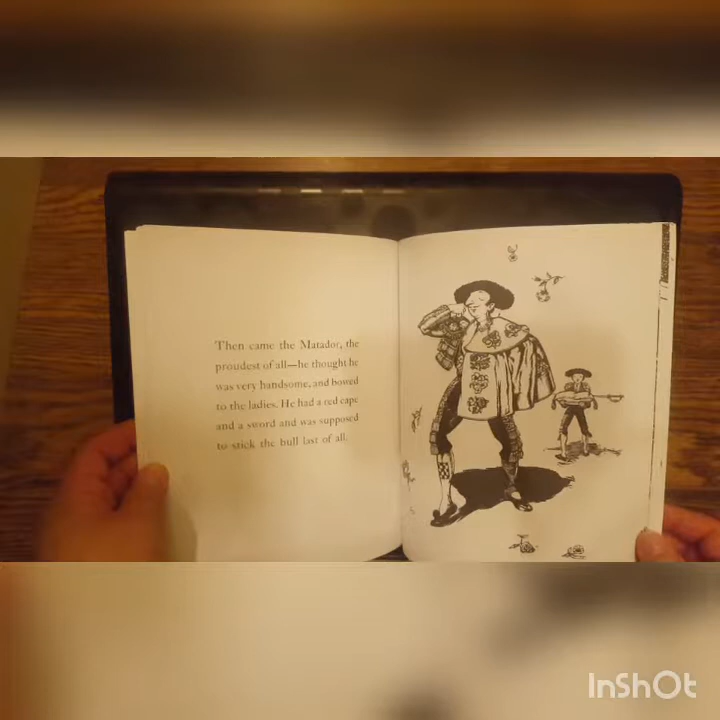 Then came the Matador, the
proudest of all—he thought he
was very handsome, and bowed
to the ladies. He had a red cape
and a sword and was supposed
to stick the bull last of all.
InShOt